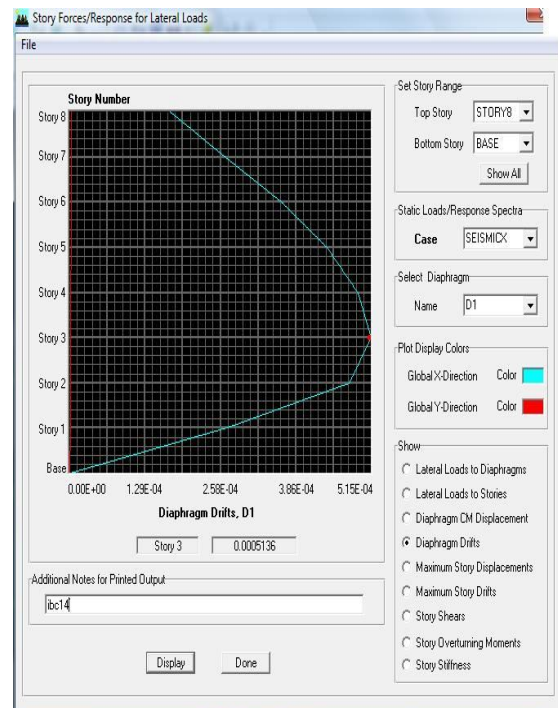 Story Forces/Response for Lateral Loads
File
Story Number
Story 8
Story 7
Story 6
Story 5
Story 4
Story 3
Story 2
Story 1
Base
0.00E+00 1.29E-04 2.58E-04 3.86E-04 5.15E-04
Diaphragm Drifts, D1
Story 3 0.0005136
Additional Notes for Printed Output
ibc14
Display Done
Set Story Range
Top Story STORY8
Bottom Story BASE
Show All
Static Loads/Response Spectra
Case SEISMICX
Select Diaphragm
Name D1
Plot Display Colors
Global X-Direction Color
Global Y-Direction Color
Show
Lateral Loads to Diaphragms
Lateral Loads to Stories
Diaphragm CM Displacement
Diaphragm Drifts
Maximum Story Displacements
Maximum Story Drifts
Story Shears
Story Overturning Moments
Story Stiffness